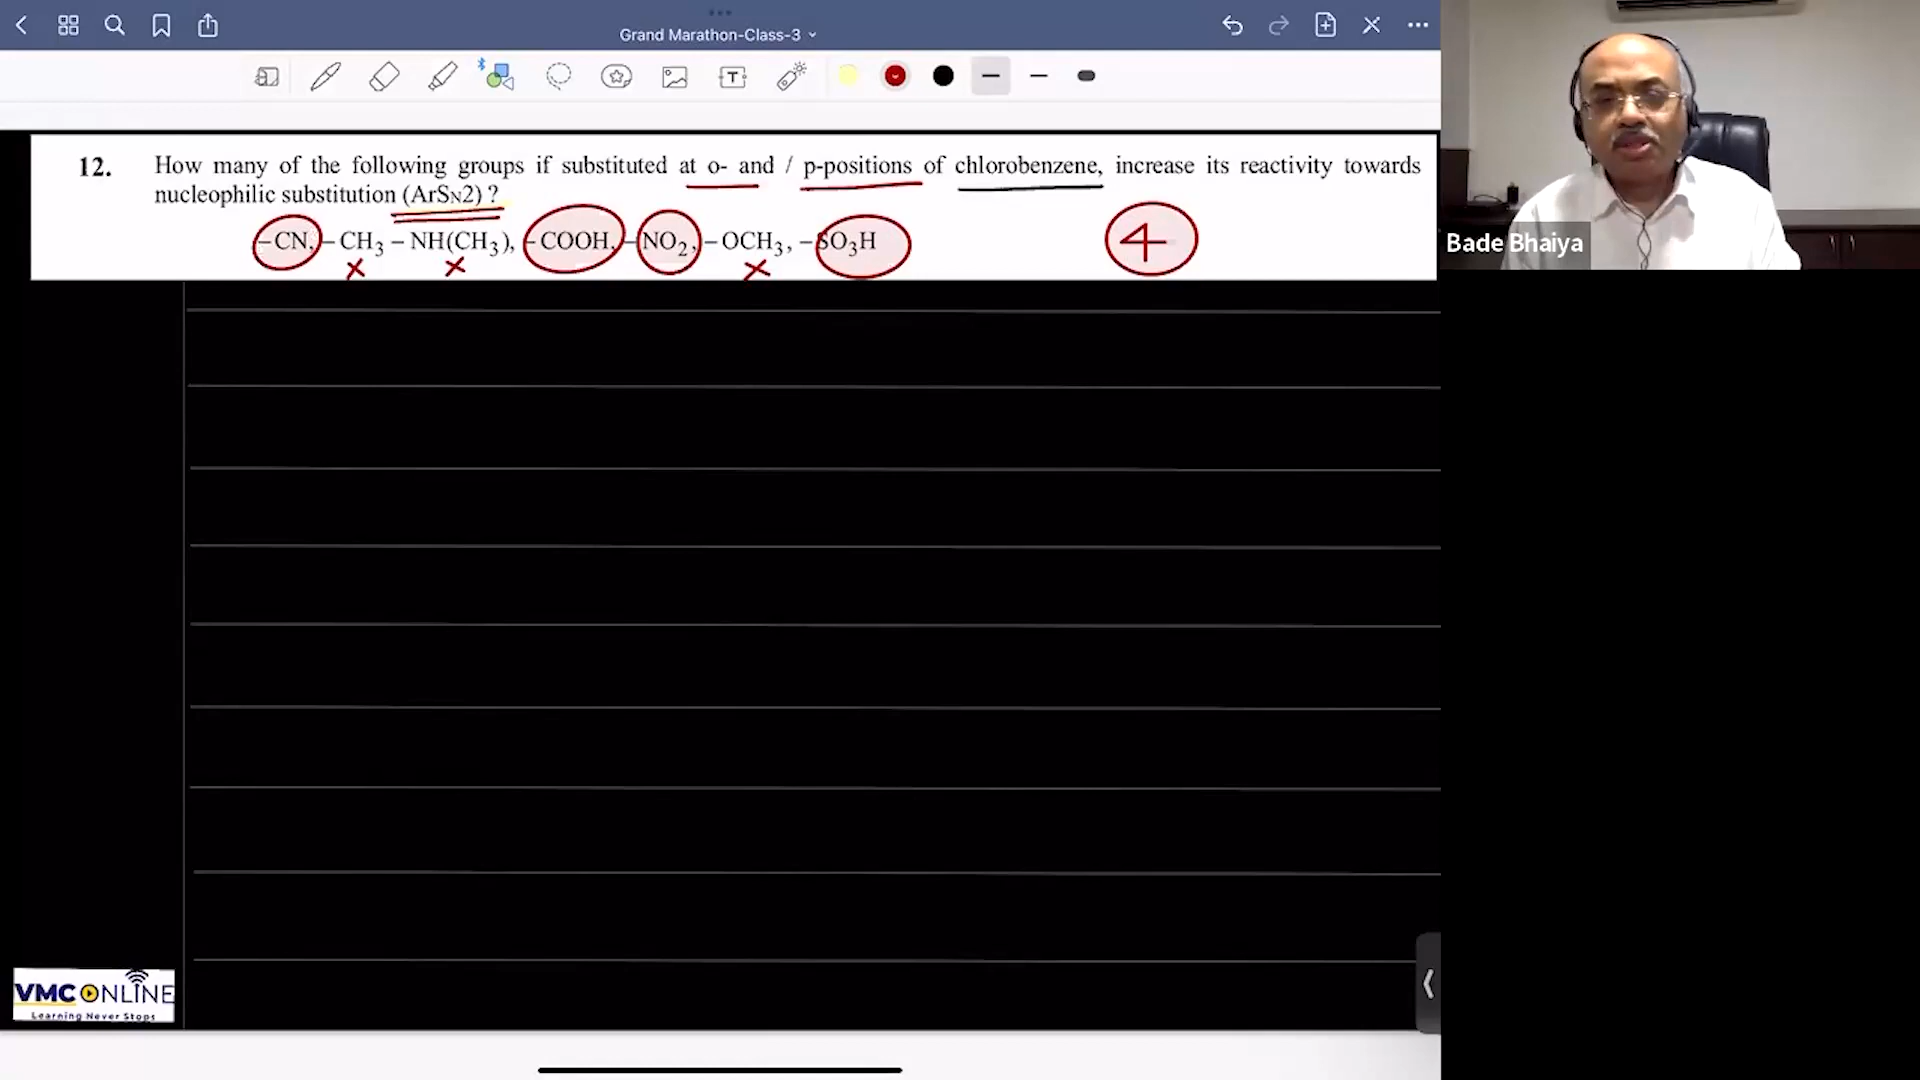 Grand Marathon-Class-3
12. How many of the following groups if substituted at o- and / p-positions of chlorobenzene, increase its reactivity towards
nucleophilic substitution (ArSN2) ?
–CN, –CH₃ –NH(CH₃), –COOH, –NO₂, –OCH₃, –SO₃H 4
Bade Bhaiya
VMC ONLINE
Learning Never Stops